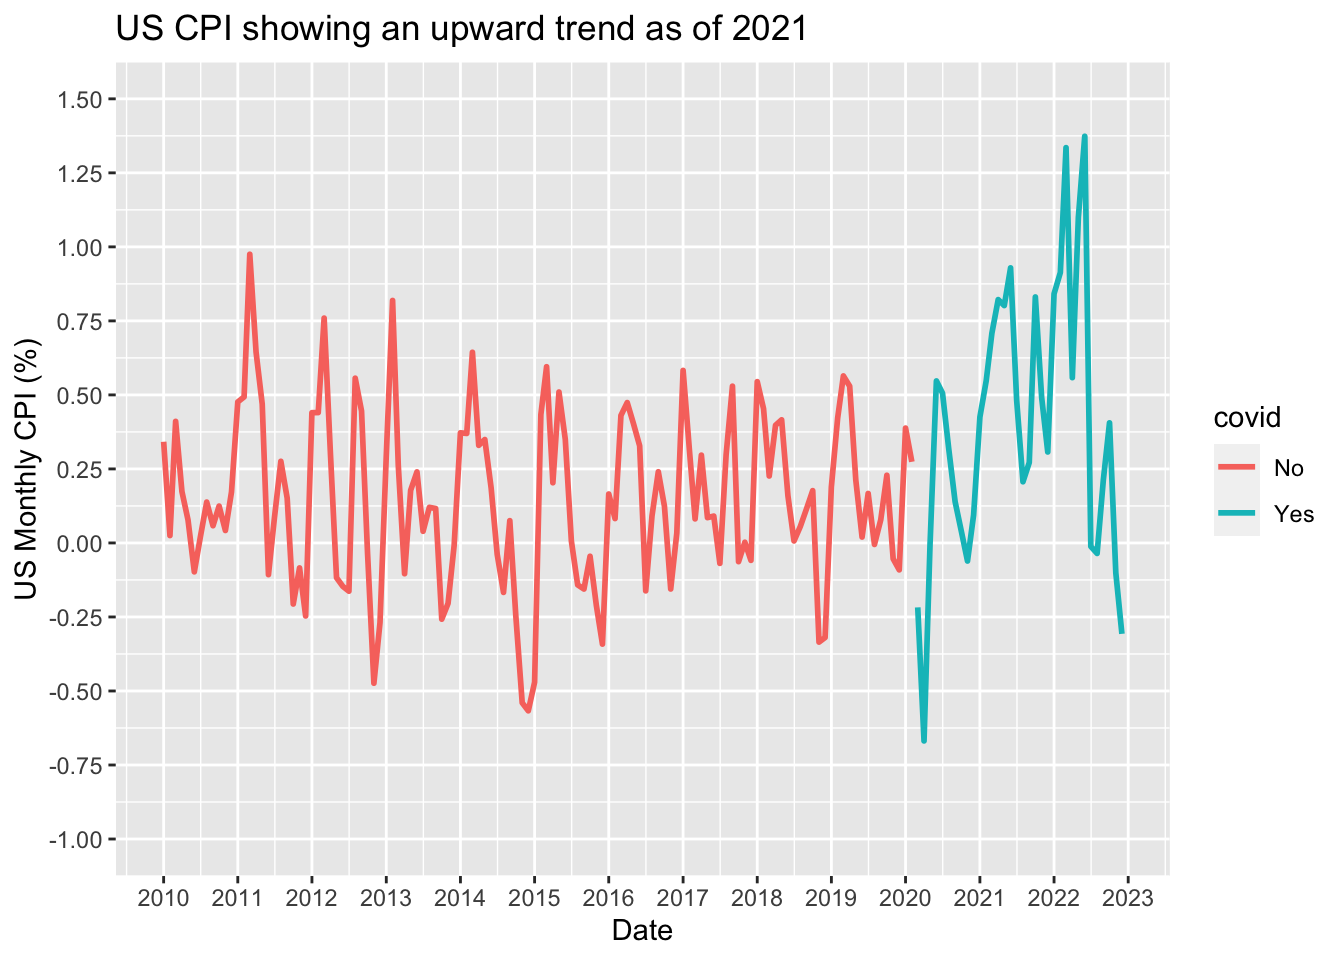 US CPI showing an upward trend as of 2021
US Monthly CPI (%)
1.50
1.25
1.00
0.75
0.50
0.25
0.00
-0.25
-0.50
-0.75
-1.00
2010 2011 2012 2013 2014 2015 2016 2017 2018 2019 2020 2021 2022 2023
Date
covid
No
Yes